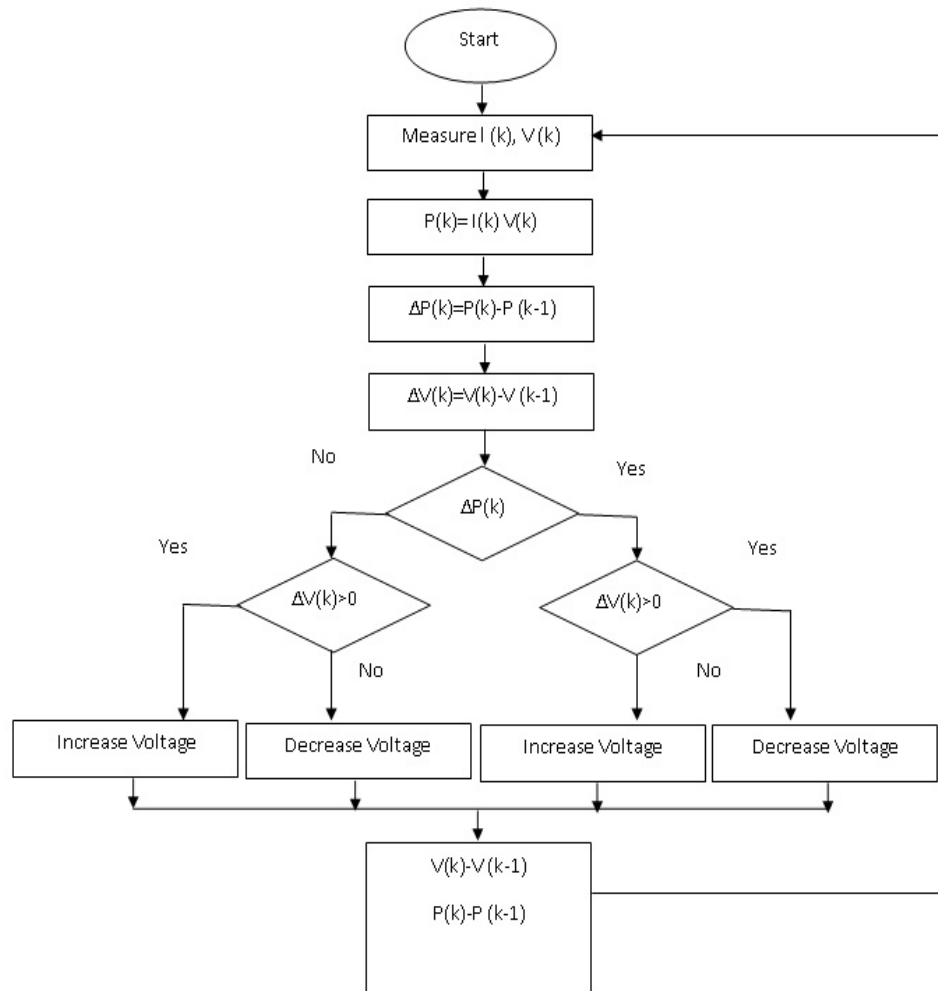 Start
Measure I (k), V (k)
P(k)= I(k) V(k)
ΔP(k)=P(k)-P (k-1)
ΔV(k)=V(k)-V (k-1)
No
Yes
ΔP(k)
Yes
Yes
ΔV(k)>0
ΔV(k)>0
No
No
Increase Voltage
Decrease Voltage
Increase Voltage
Decrease Voltage
V(k)-V (k-1)
P(k)-P (k-1)